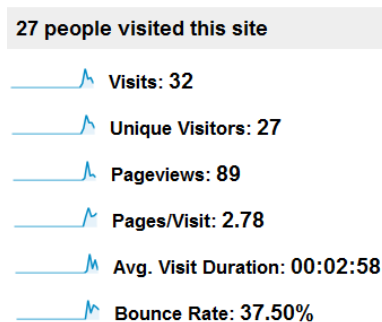 27 people visited this site
Visits: 32
Unique Visitors: 27
Pageviews: 89
Pages/Visit: 2.78
Avg. Visit Duration: 00:02:58
Bounce Rate: 37.50%